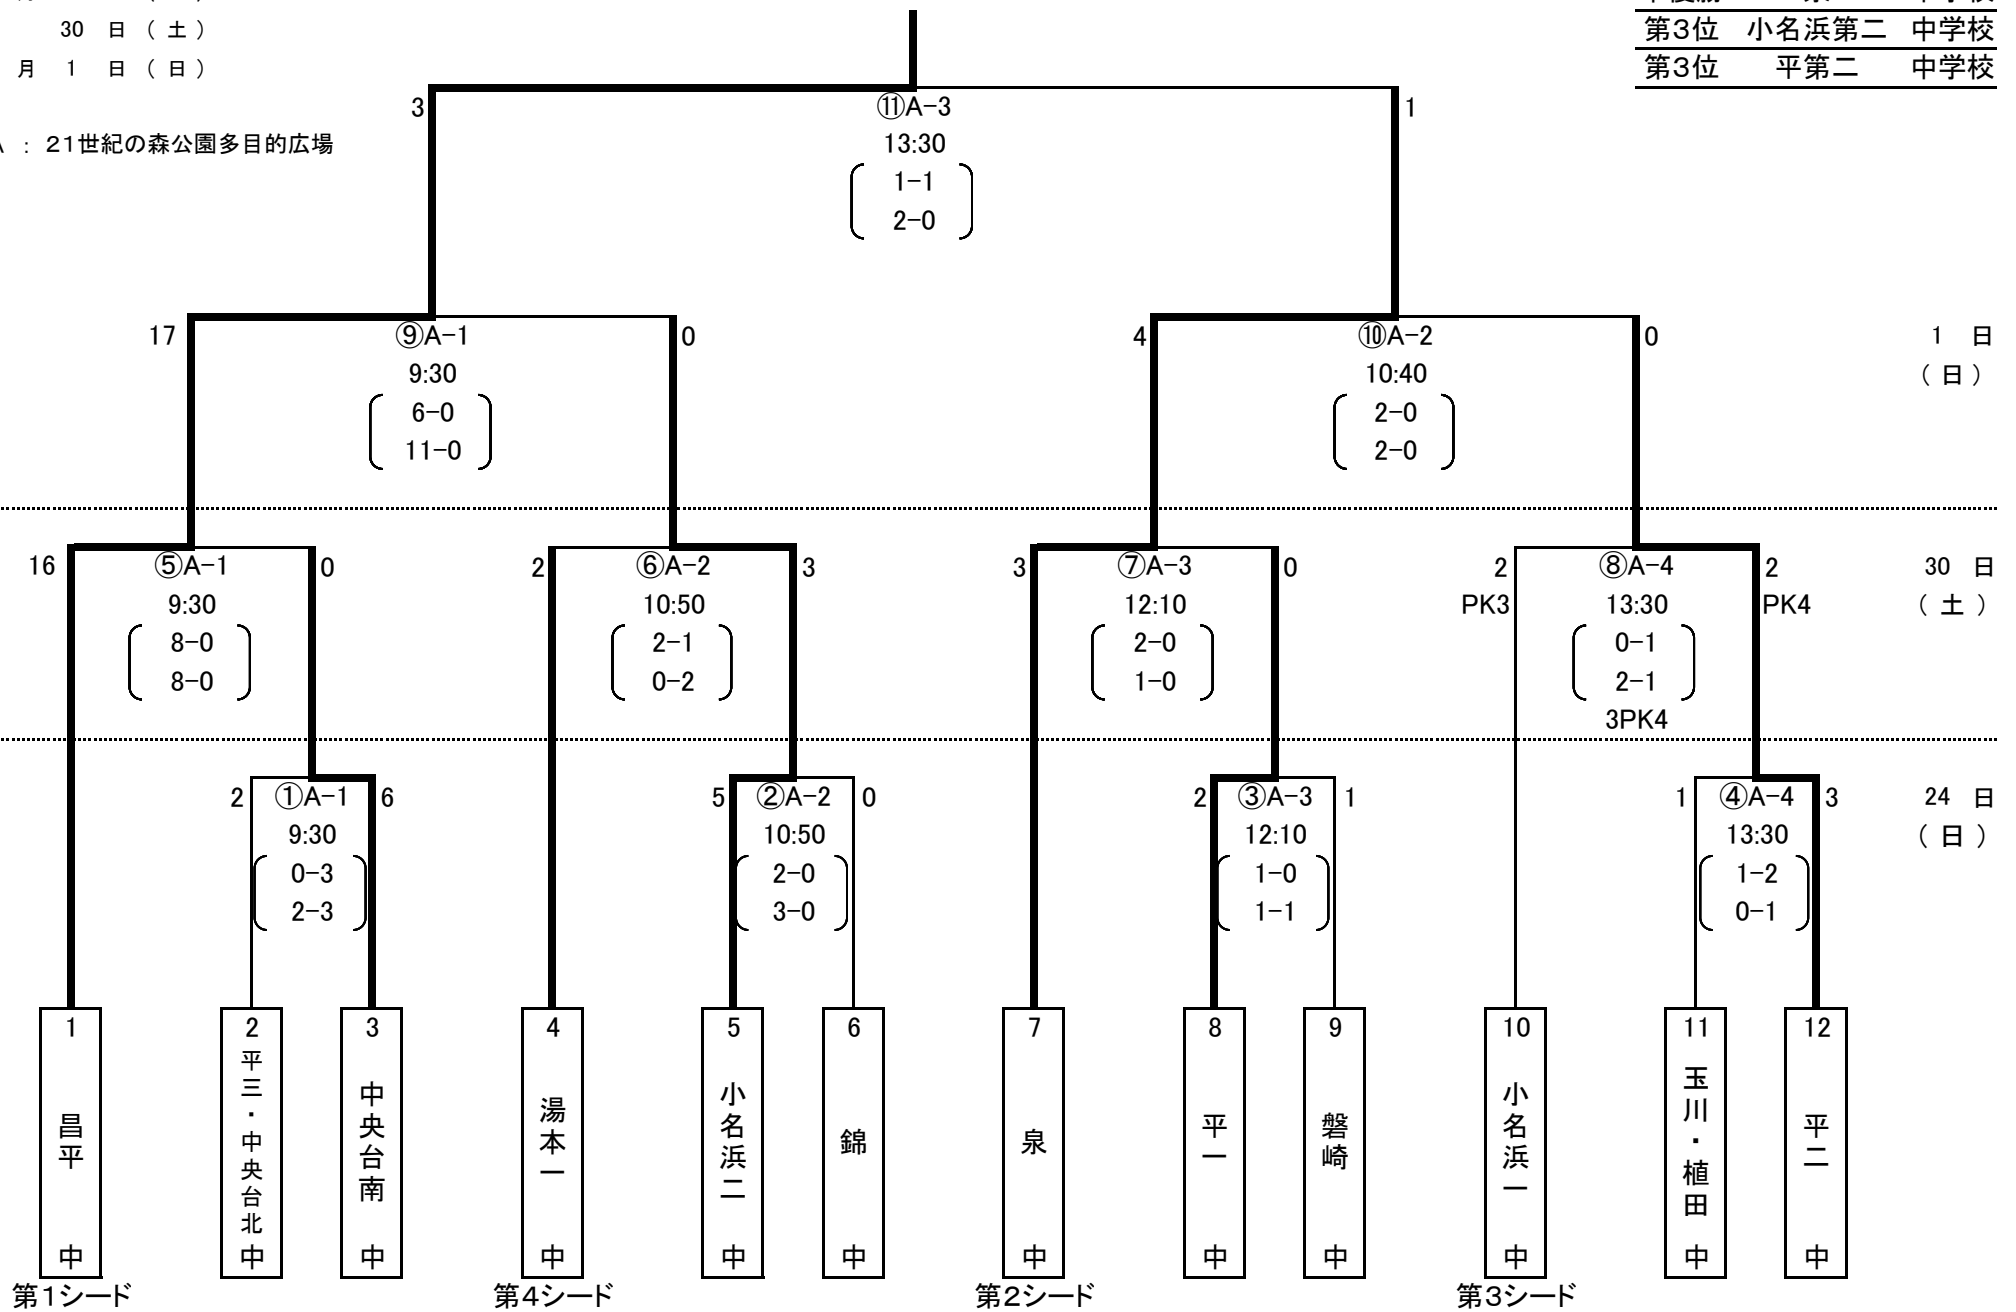 30 日 ( 土 )
月 1 日 ( 日 )
第3位 小名浜第二 中学校
第3位 平第二 中学校
: 21世紀の森公園多目的広場
3 ⑪A-3 1
13:30
1-1
2-0
17 ⑨A-1 0
9:30
6-0
11-0
4 ⑩A-2 0
10:40
2-0
2-0
1 日
( 日 )
16 ⑤A-1 0
9:30
8-0
8-0
2 ⑥A-2 3
10:50
2-1
0-2
3 ⑦A-3 0
12:10
2-0
1-0
2 ⑧A-4 2
PK3 13:30 PK4
0-1
2-1
3PK4
30 日
( 土 )
2 ①A-1 6
9:30
0-3
2-3
5 ②A-2 0
10:50
2-0
3-0
2 ③A-3 1
12:10
1-0
1-1
1 ④A-4 3
13:30
1-2
0-1
24 日
( 日 )
1 昌平 中
2 平三・中央台北 中
3 中央台南 中
4 湯本一 中
5 小名浜二 中
6 錦 中
7 泉 中
8 平一 中
9 磐崎 中
10 小名浜一 中
11 玉川・植田 中
12 平二 中
第1シード
第4シード
第2シード
第3シード